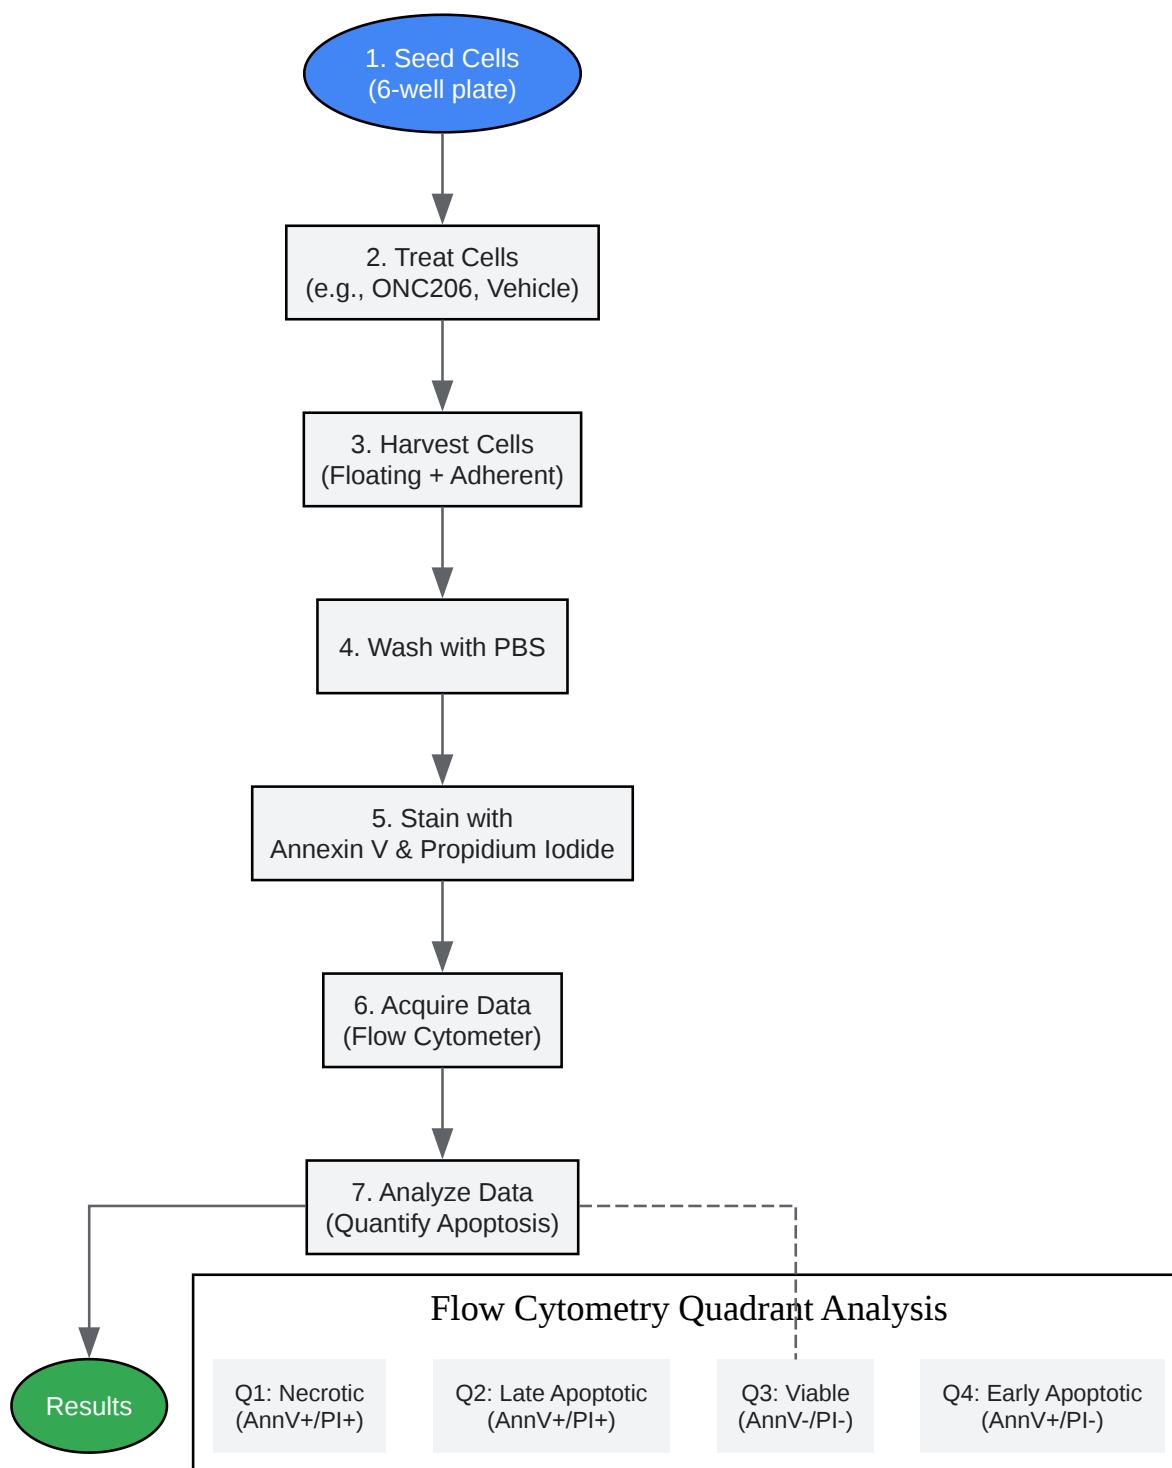 1. Seed Cells
(6-well plate)
2. Treat Cells
(e.g., ONC206, Vehicle)
3. Harvest Cells
(Floating + Adherent)
4. Wash with PBS
5. Stain with
Annexin V & Propidium Iodide
6. Acquire Data
(Flow Cytometer)
7. Analyze Data
(Quantify Apoptosis)
Flow Cytometry Quadrant Analysis
Results
Q1: Necrotic
(AnnV+/PI+)
Q2: Late Apoptotic
(AnnV+/PI+)
Q3: Viable
(AnnV-/PI-)
Q4: Early Apoptotic
(AnnV+/PI-)